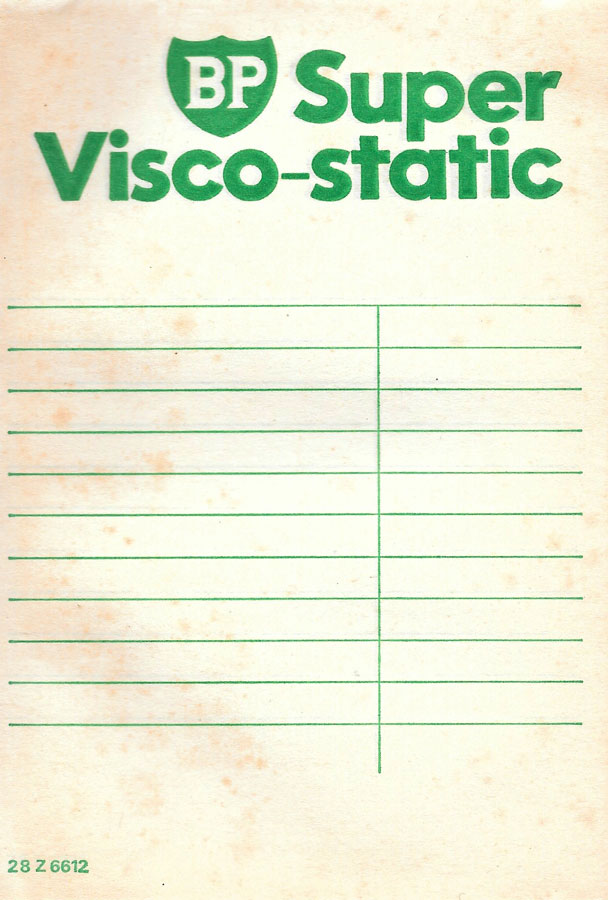 BP Super
Visco-static
28 Z 6612